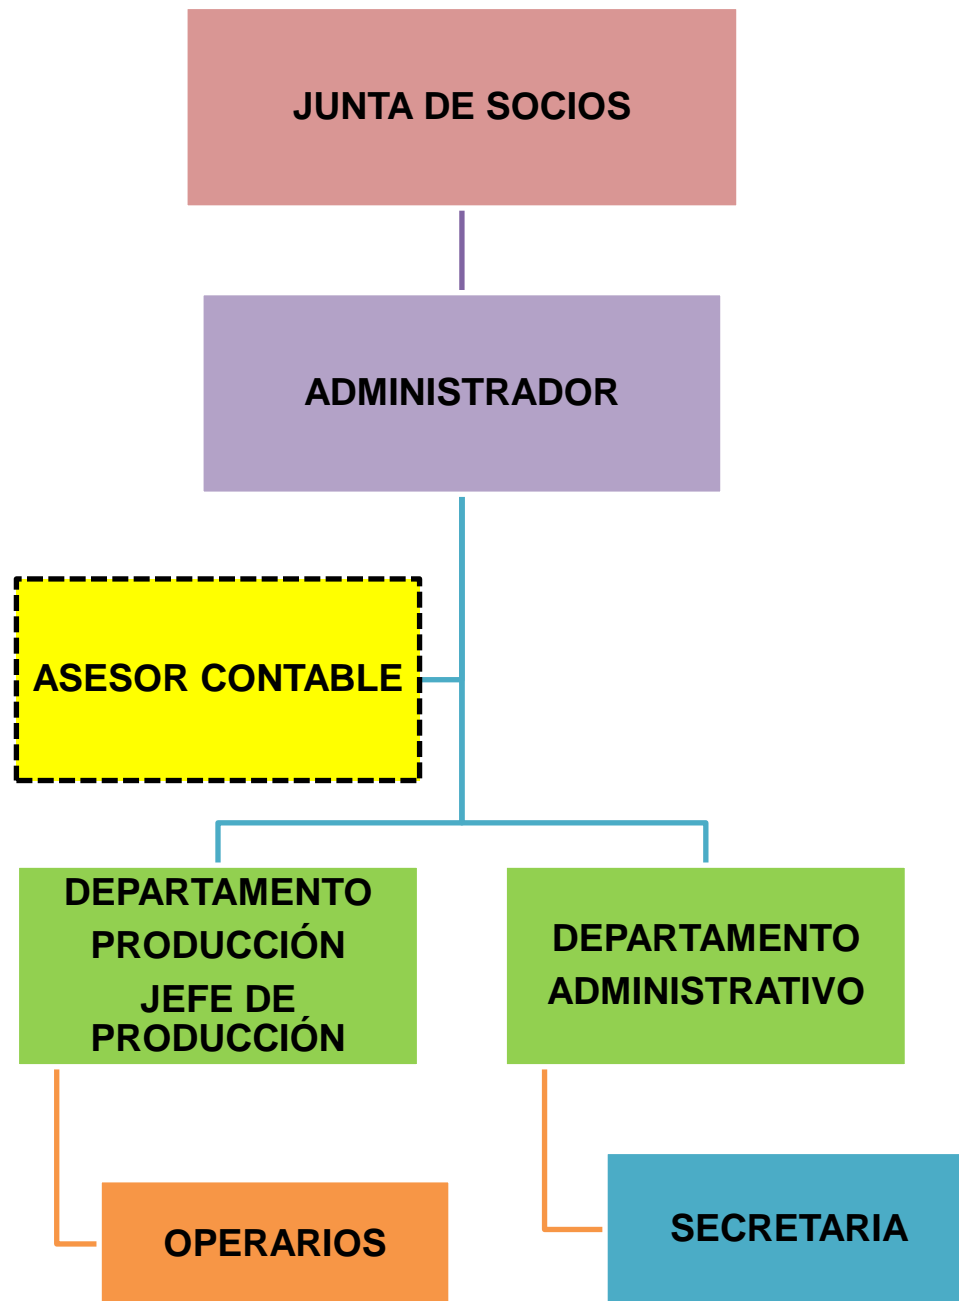 JUNTA DE SOCIOS
ADMINISTRADOR
ASESOR CONTABLE
DEPARTAMENTO
PRODUCCIÓN
JEFE DE
PRODUCCIÓN
DEPARTAMENTO
ADMINISTRATIVO
OPERARIOS
SECRETARIA